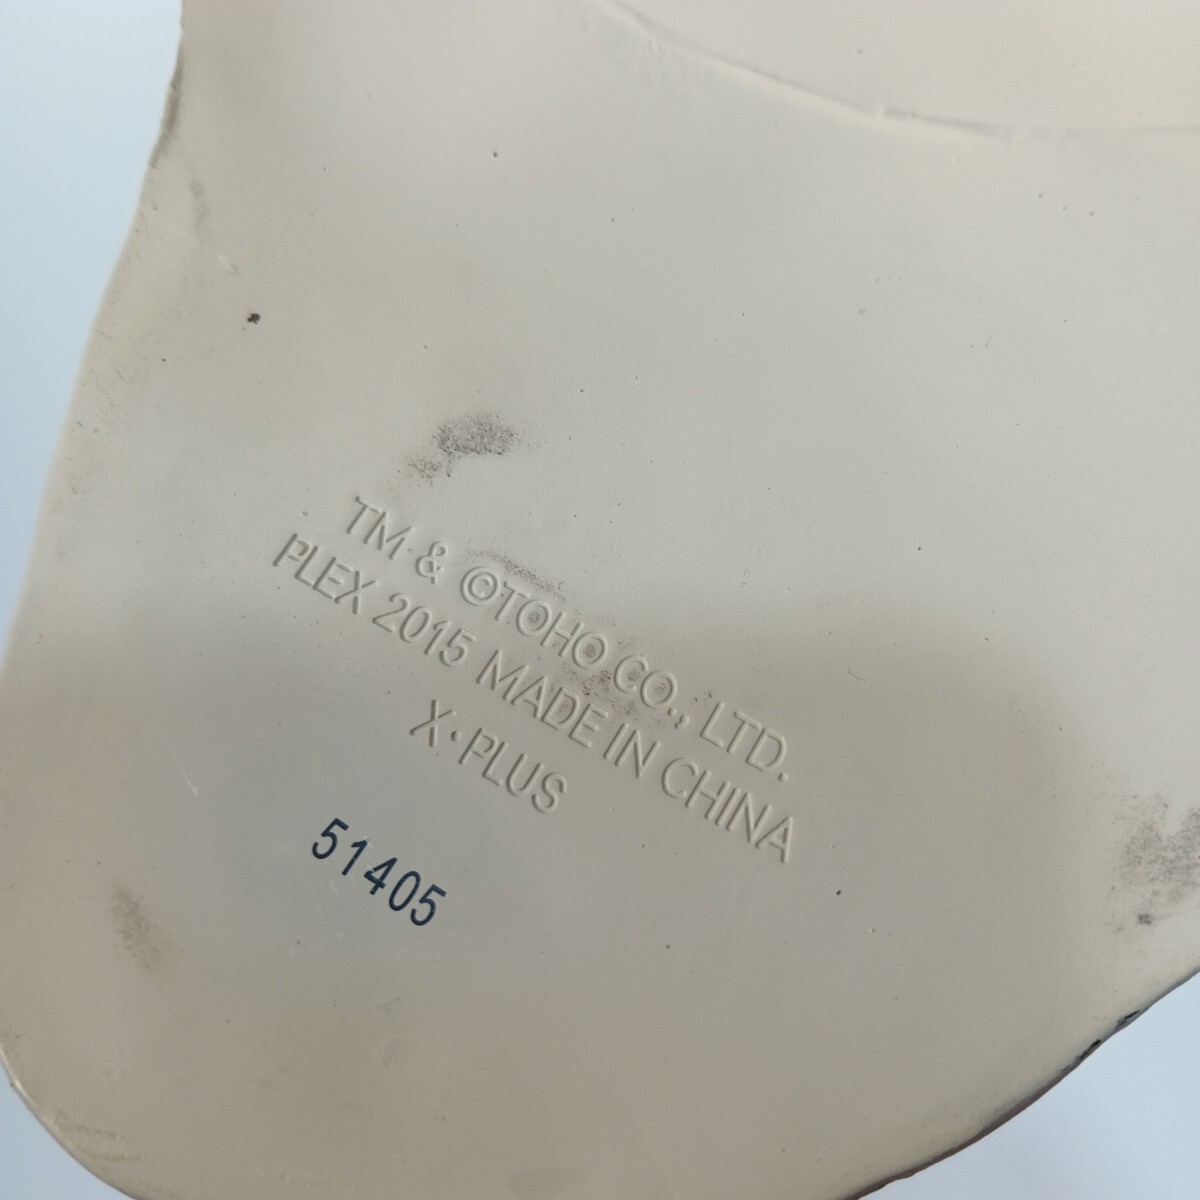 TM & ©TOHO CO., LTD.
PLEX 2015 MADE IN CHINA
X·PLUS
51405